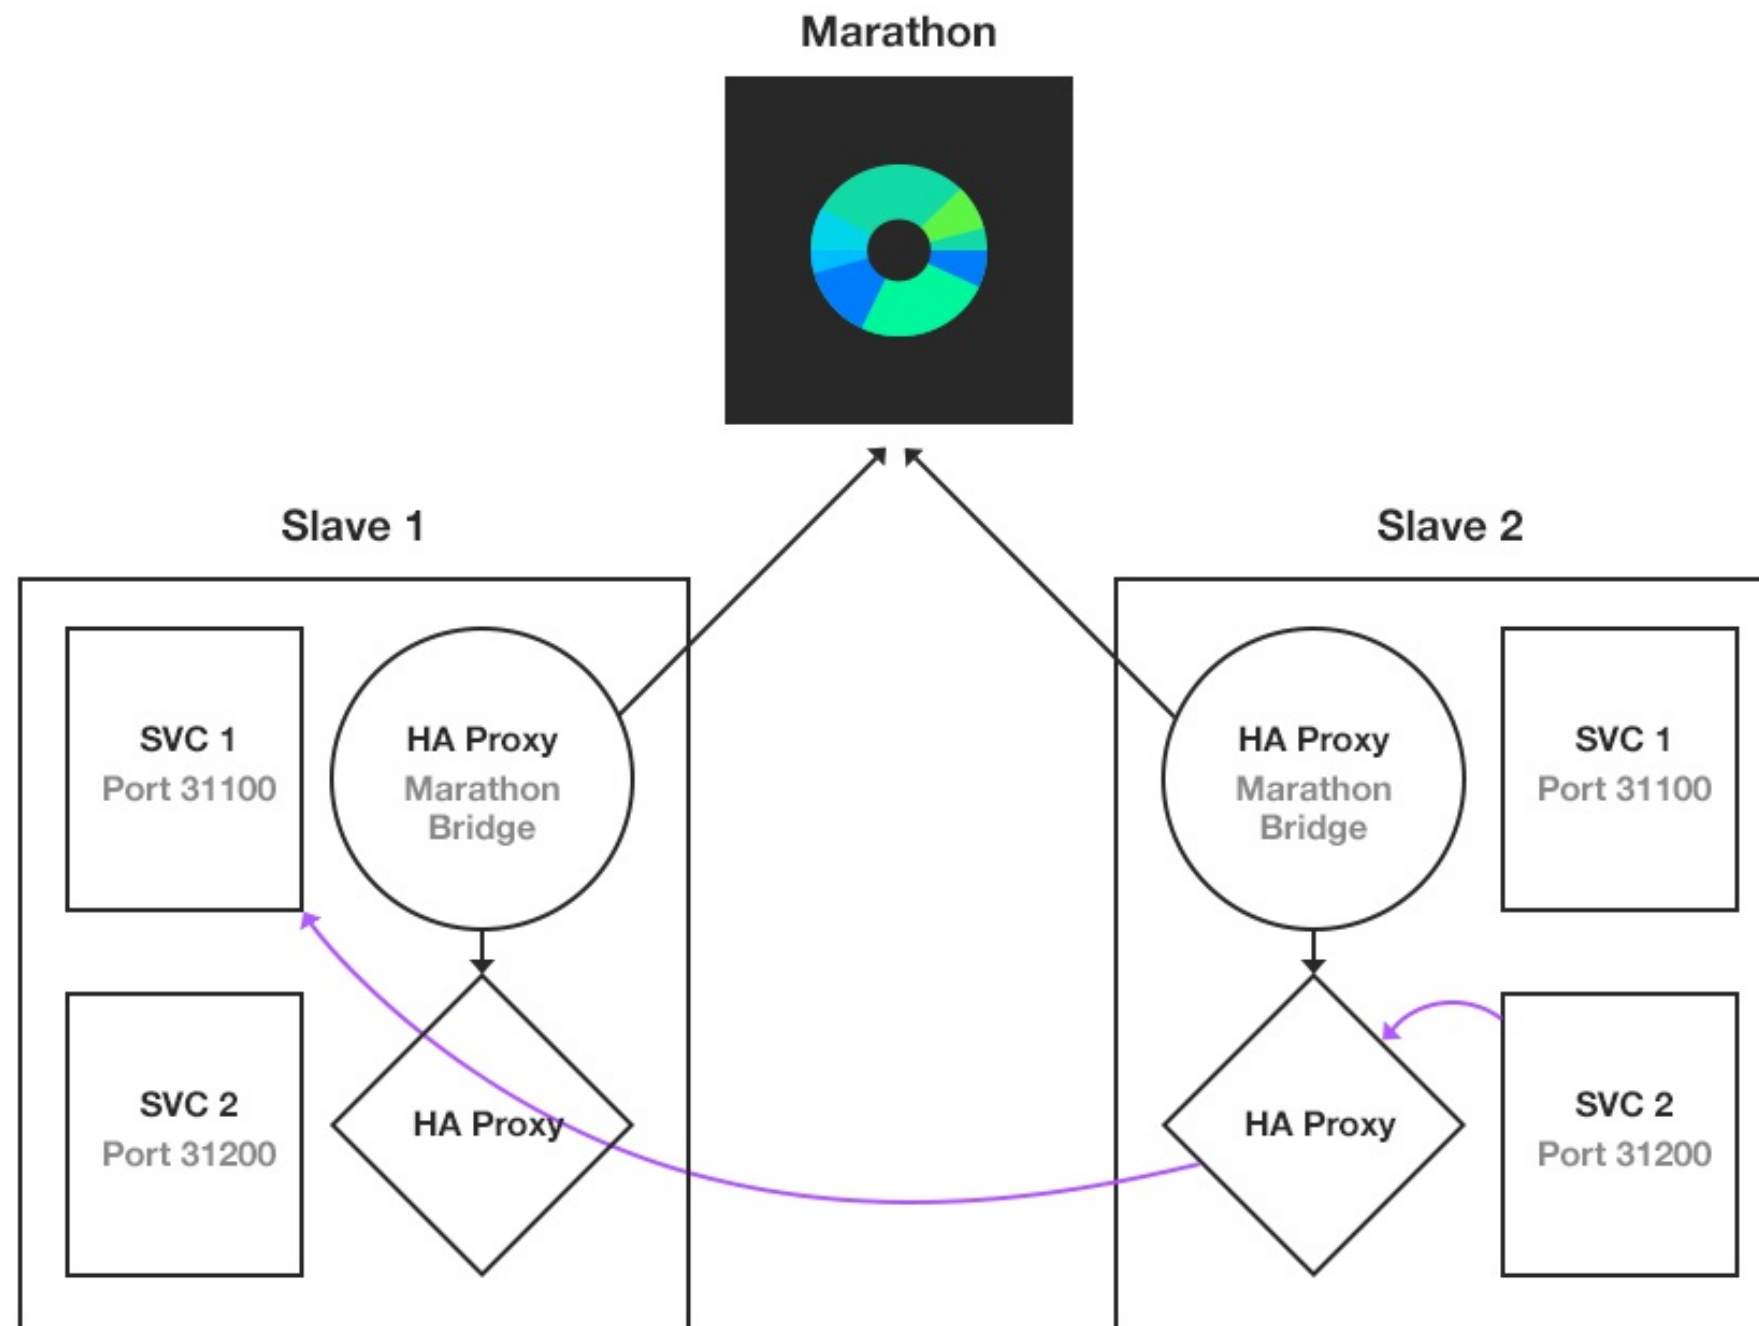 Marathon
Slave 1
SVC 1
Port 31100
HA Proxy
Marathon
Bridge
SVC 2
Port 31200
HA Proxy
Slave 2
HA Proxy
Marathon
Bridge
SVC 1
Port 31100
HA Proxy
SVC 2
Port 31200